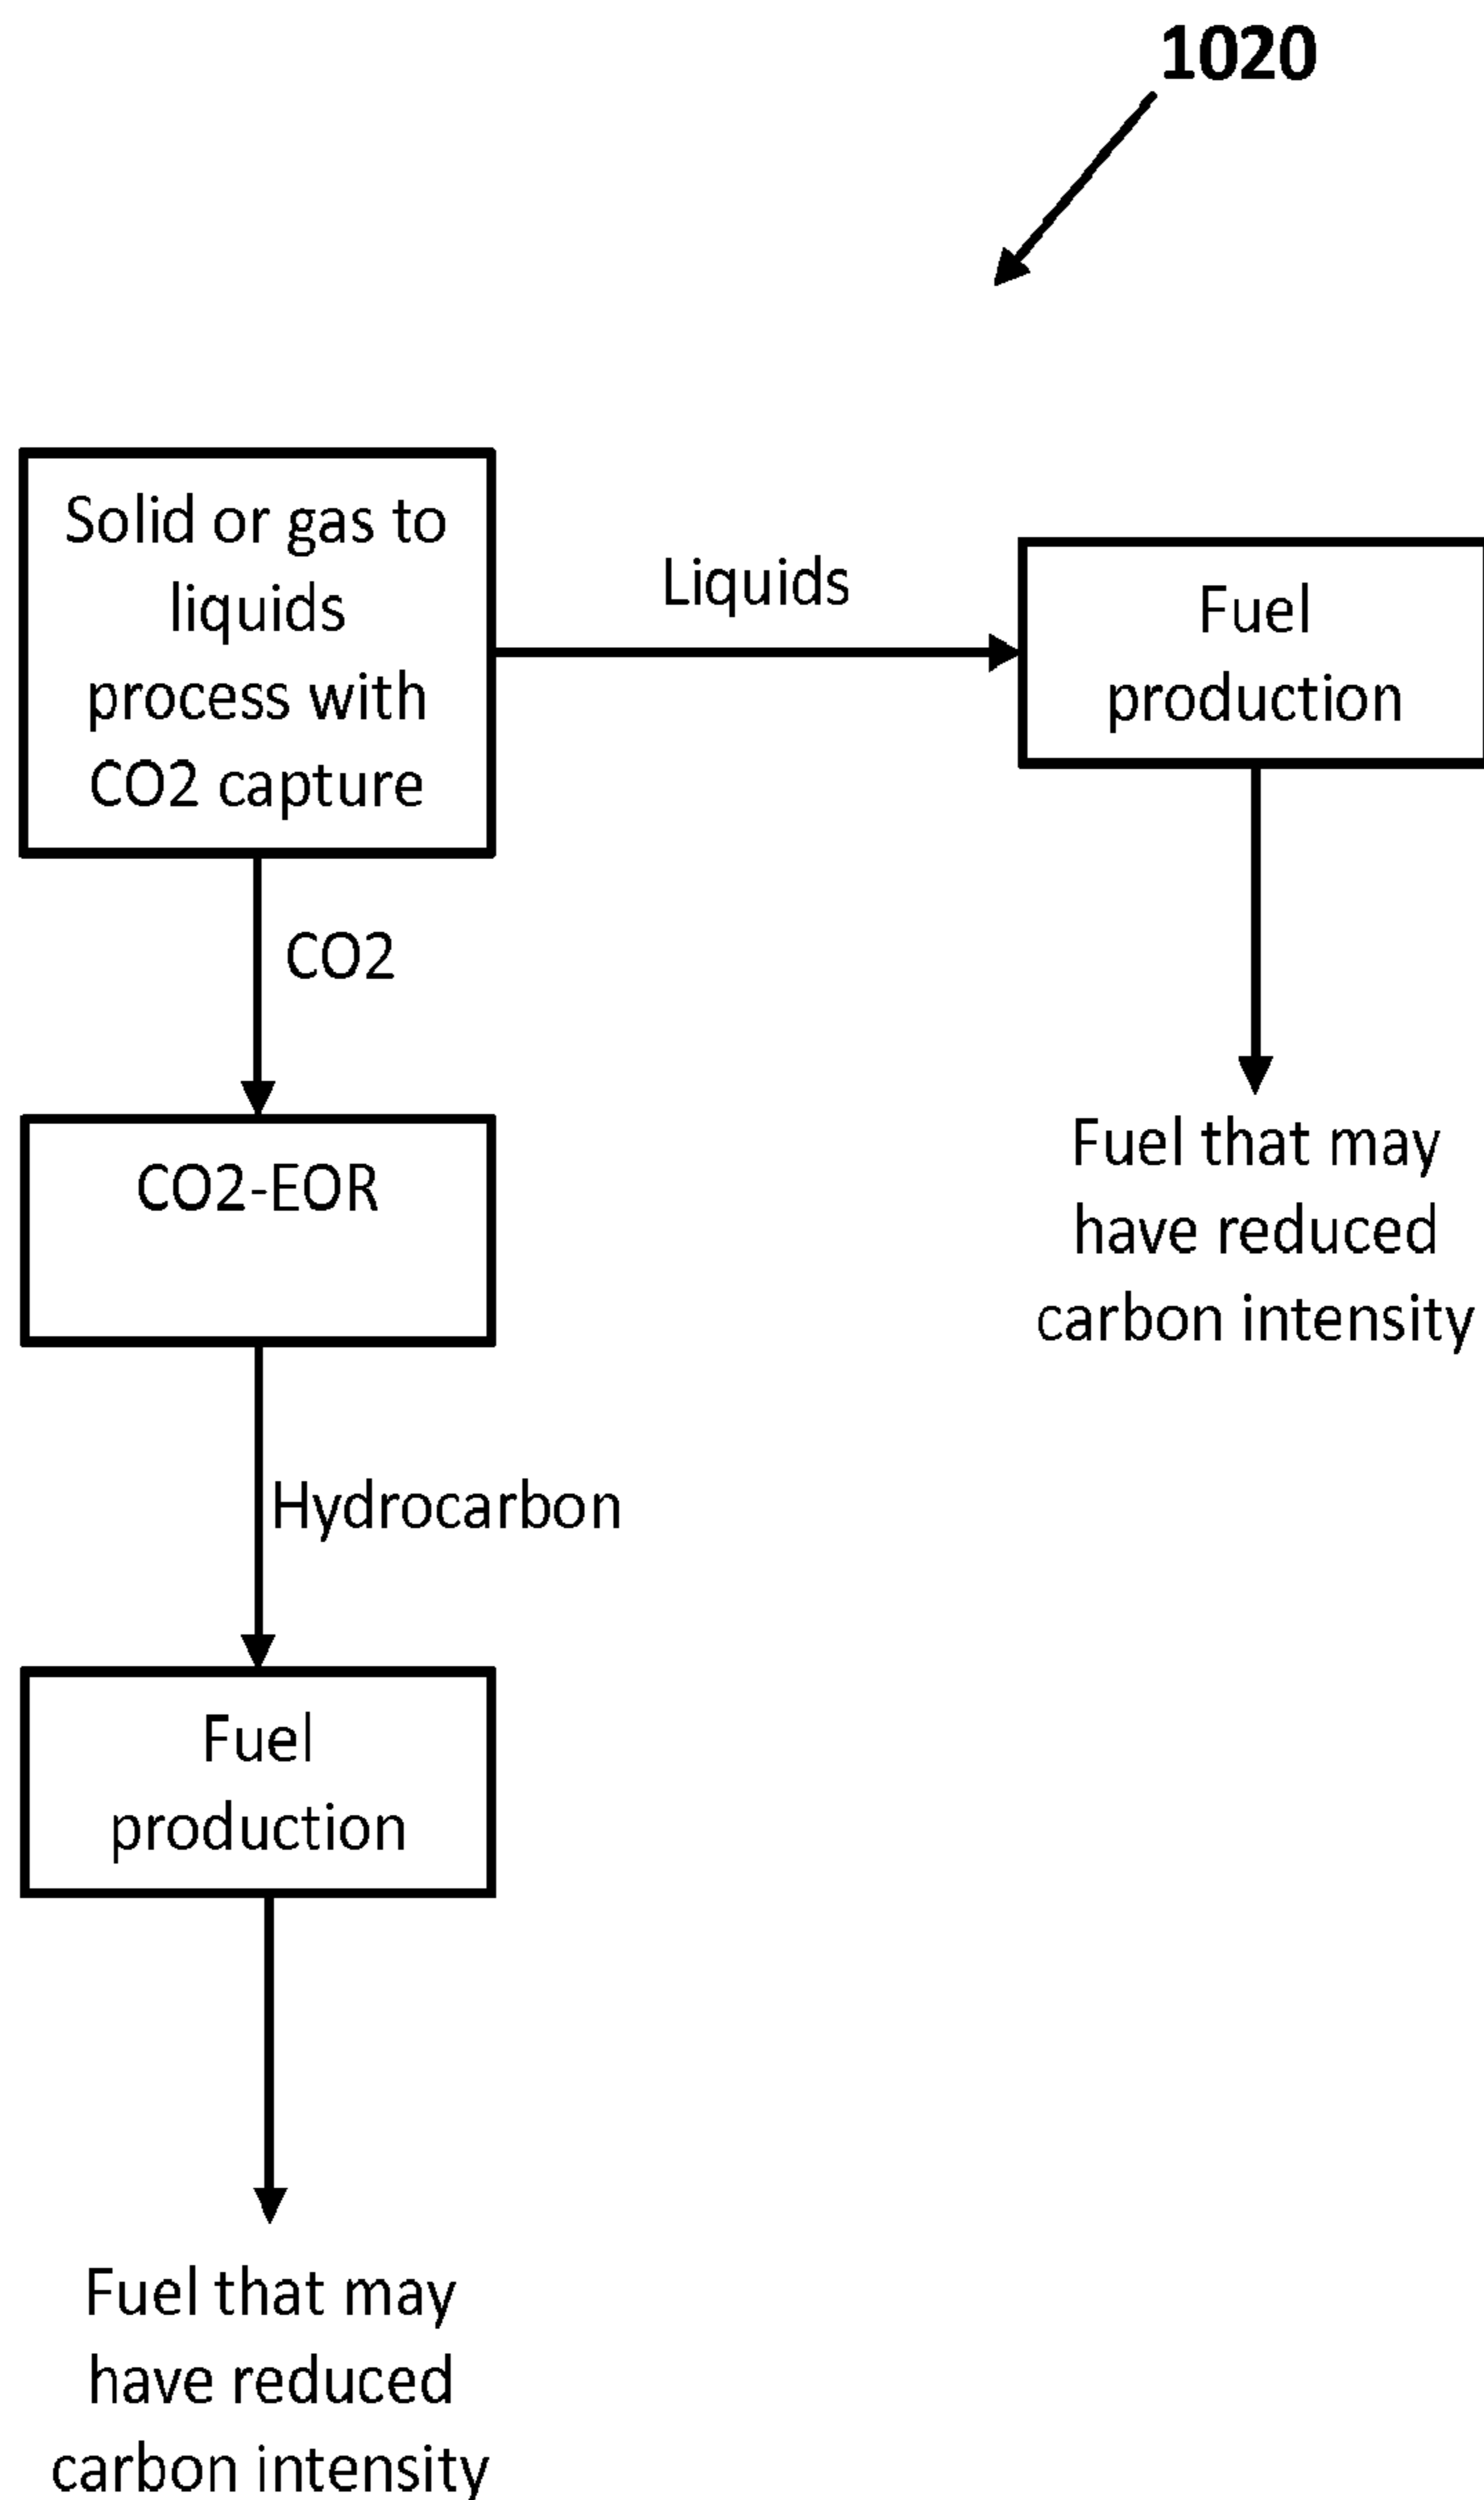 1020
Solid or gas to
liquids
process with
CO2 capture
Liquids
Fuel
production
CO2
CO2-EOR
Fuel that may
have reduced
carbon intensity
Hydrocarbon
Fuel
production
Fuel that may
have reduced
carbon intensity